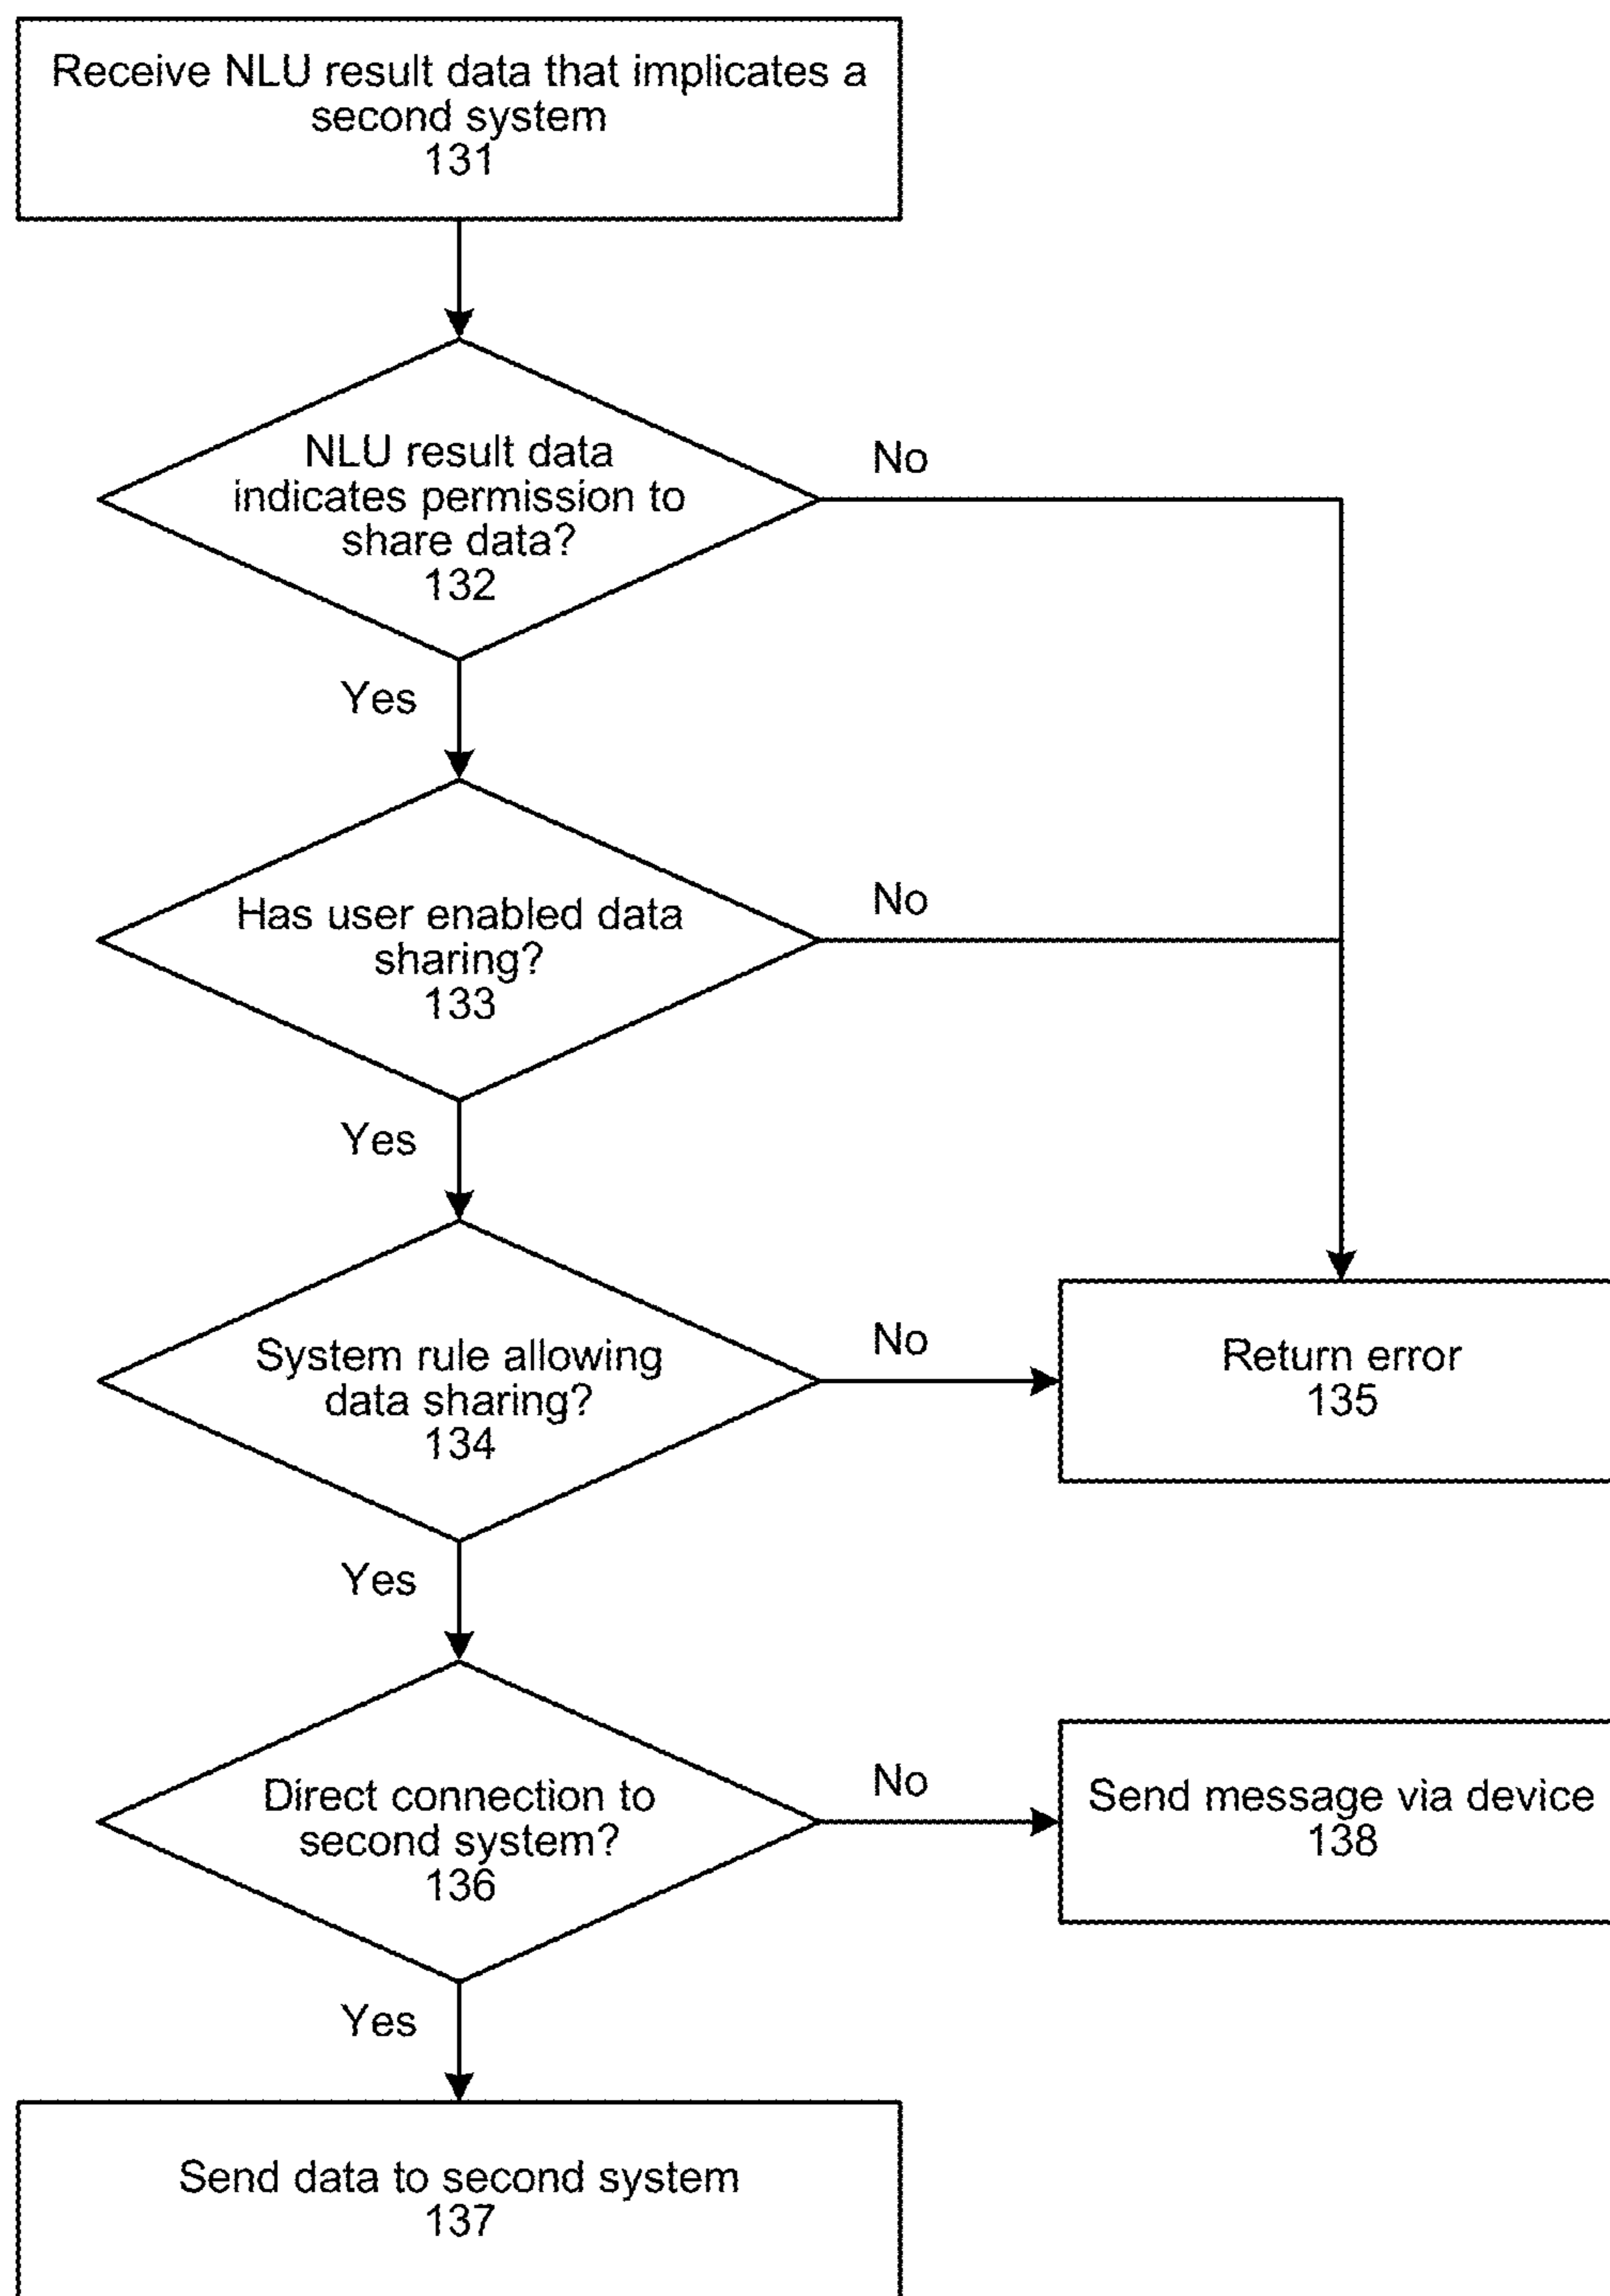 Receive NLU result data that implicates a
second system
131
NLU result data
indicates permission to
share data?
132
No
Yes
Has user enabled data
sharing?
133
No
Yes
System rule allowing
data sharing?
134
No
Return error
135
Yes
Direct connection to
second system?
136
No
Send message via device
138
Yes
Send data to second system
137